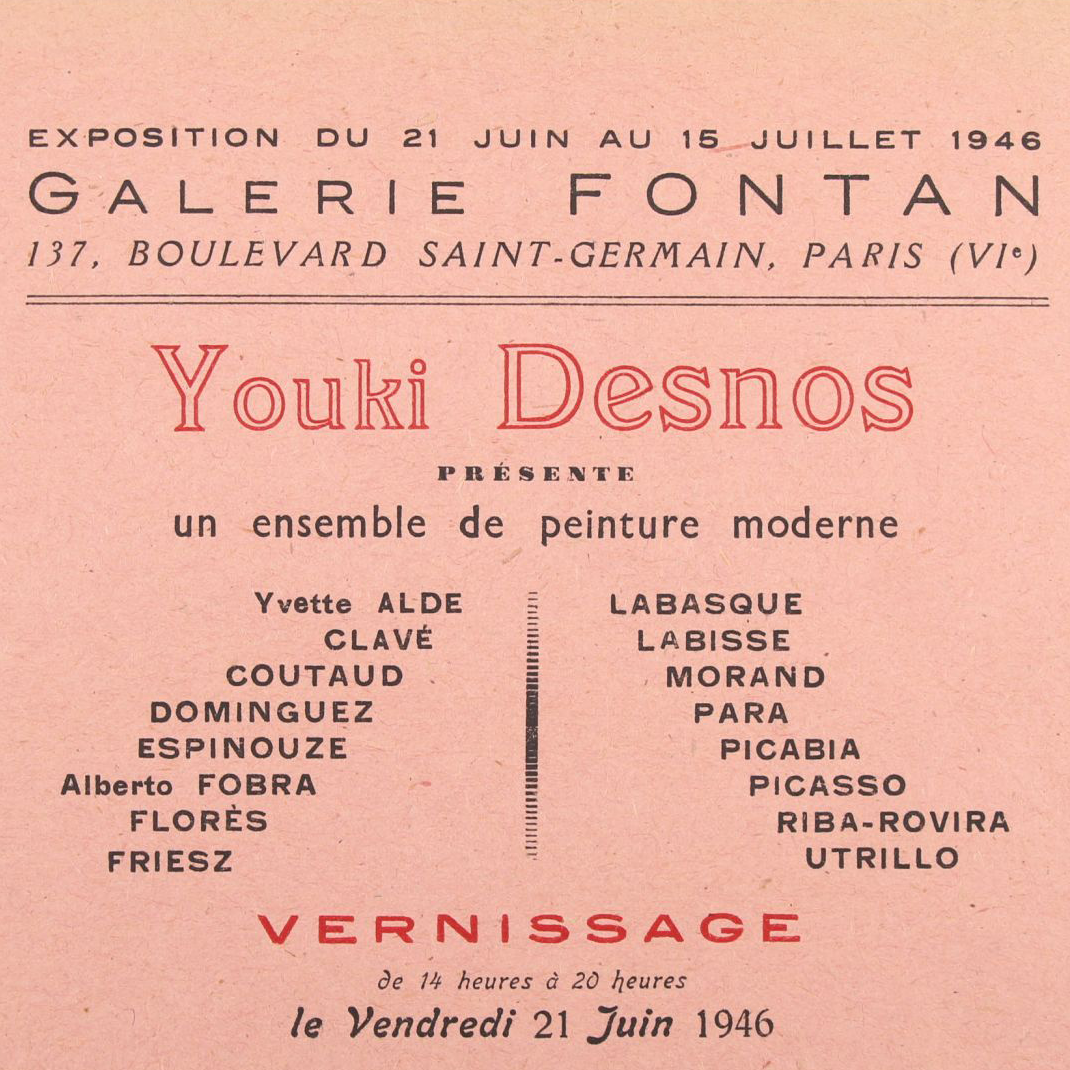 EXPOSITION DU 21 JUIN AU 15 JUILLET 1946
GALERIE FONTAN
137, BOULEVARD SAINT-GERMAIN, PARIS (VIe)
Youki Desnos
PRÉSENTE
un ensemble de peinture moderne
Yvette ALDE
CLAVÉ
COUTAUD
DOMINGUEZ
ESPINOUZE
Alberto FOBRA
FLORÈS
FRIESZ
LABASQUE
LABISSE
MORAND
PARA
PICABIA
PICASSO
RIBA-ROVIRA
UTRILLO
VERNISSAGE
de 14 heures à 20 heures
le Vendredi 21 Juin 1946